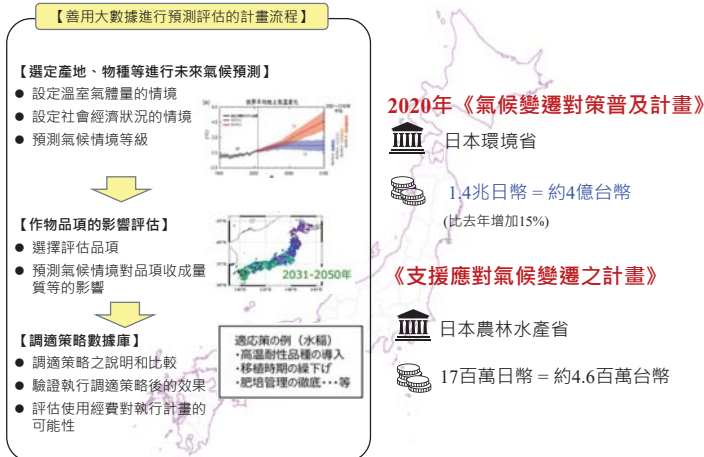 【善用大數據進行預測評估的計畫流程】
【選定產地、物種等進行未來氣候預測】
● 設定溫室氣體量的情境
● 設定社會經濟狀況的情境
● 預測氣候情境等級
【作物品項的影響評估】
● 選擇評估品項
● 預測氣候情境對品項收成量
質等的影響
2031-2050年
【調適策略數據庫】
● 調適策略之說明和比較
● 驗證執行調適策略後的效果
● 評估使用經費對執行計畫的
可能性
適応策の例（水稲）
・高温耐性品種の導入
・移植時期の繰下げ
・肥培管理の徹底・・・等
2020年《氣候變遷對策普及計畫》
日本環境省
1.4兆日幣 = 約4億台幣
(比去年增加15%)
《支援應對氣候變遷之計畫》
日本農林水產省
17百萬日幣 = 約4.6百萬台幣